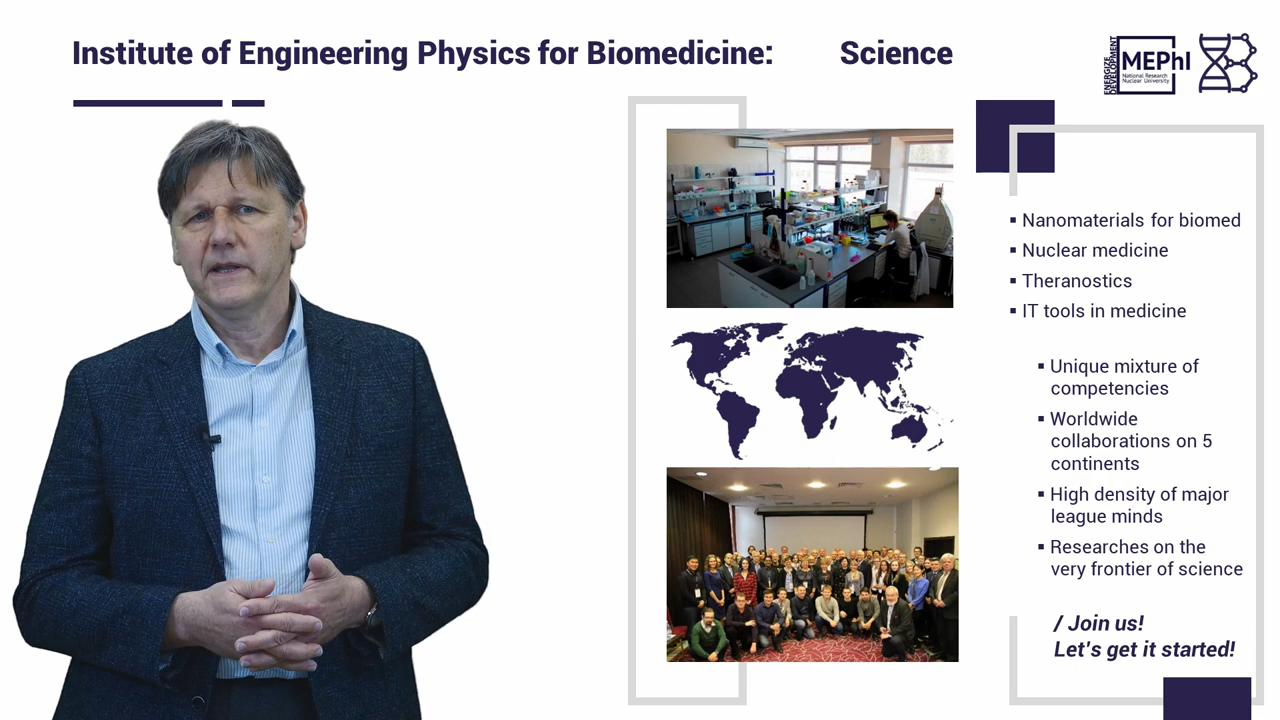 Institute of Engineering Physics for Biomedicine: Science
ENERGIZE
DEVELOPMENT
MEPhI
National Research
Nuclear University
▪ Nanomaterials for biomed
▪ Nuclear medicine
▪ Theranostics
▪ IT tools in medicine
▪ Unique mixture of
competencies
▪ Worldwide
collaborations on 5
continents
▪ High density of major
league minds
▪ Researches on the
very frontier of science
/ Join us!
Let's get it started!